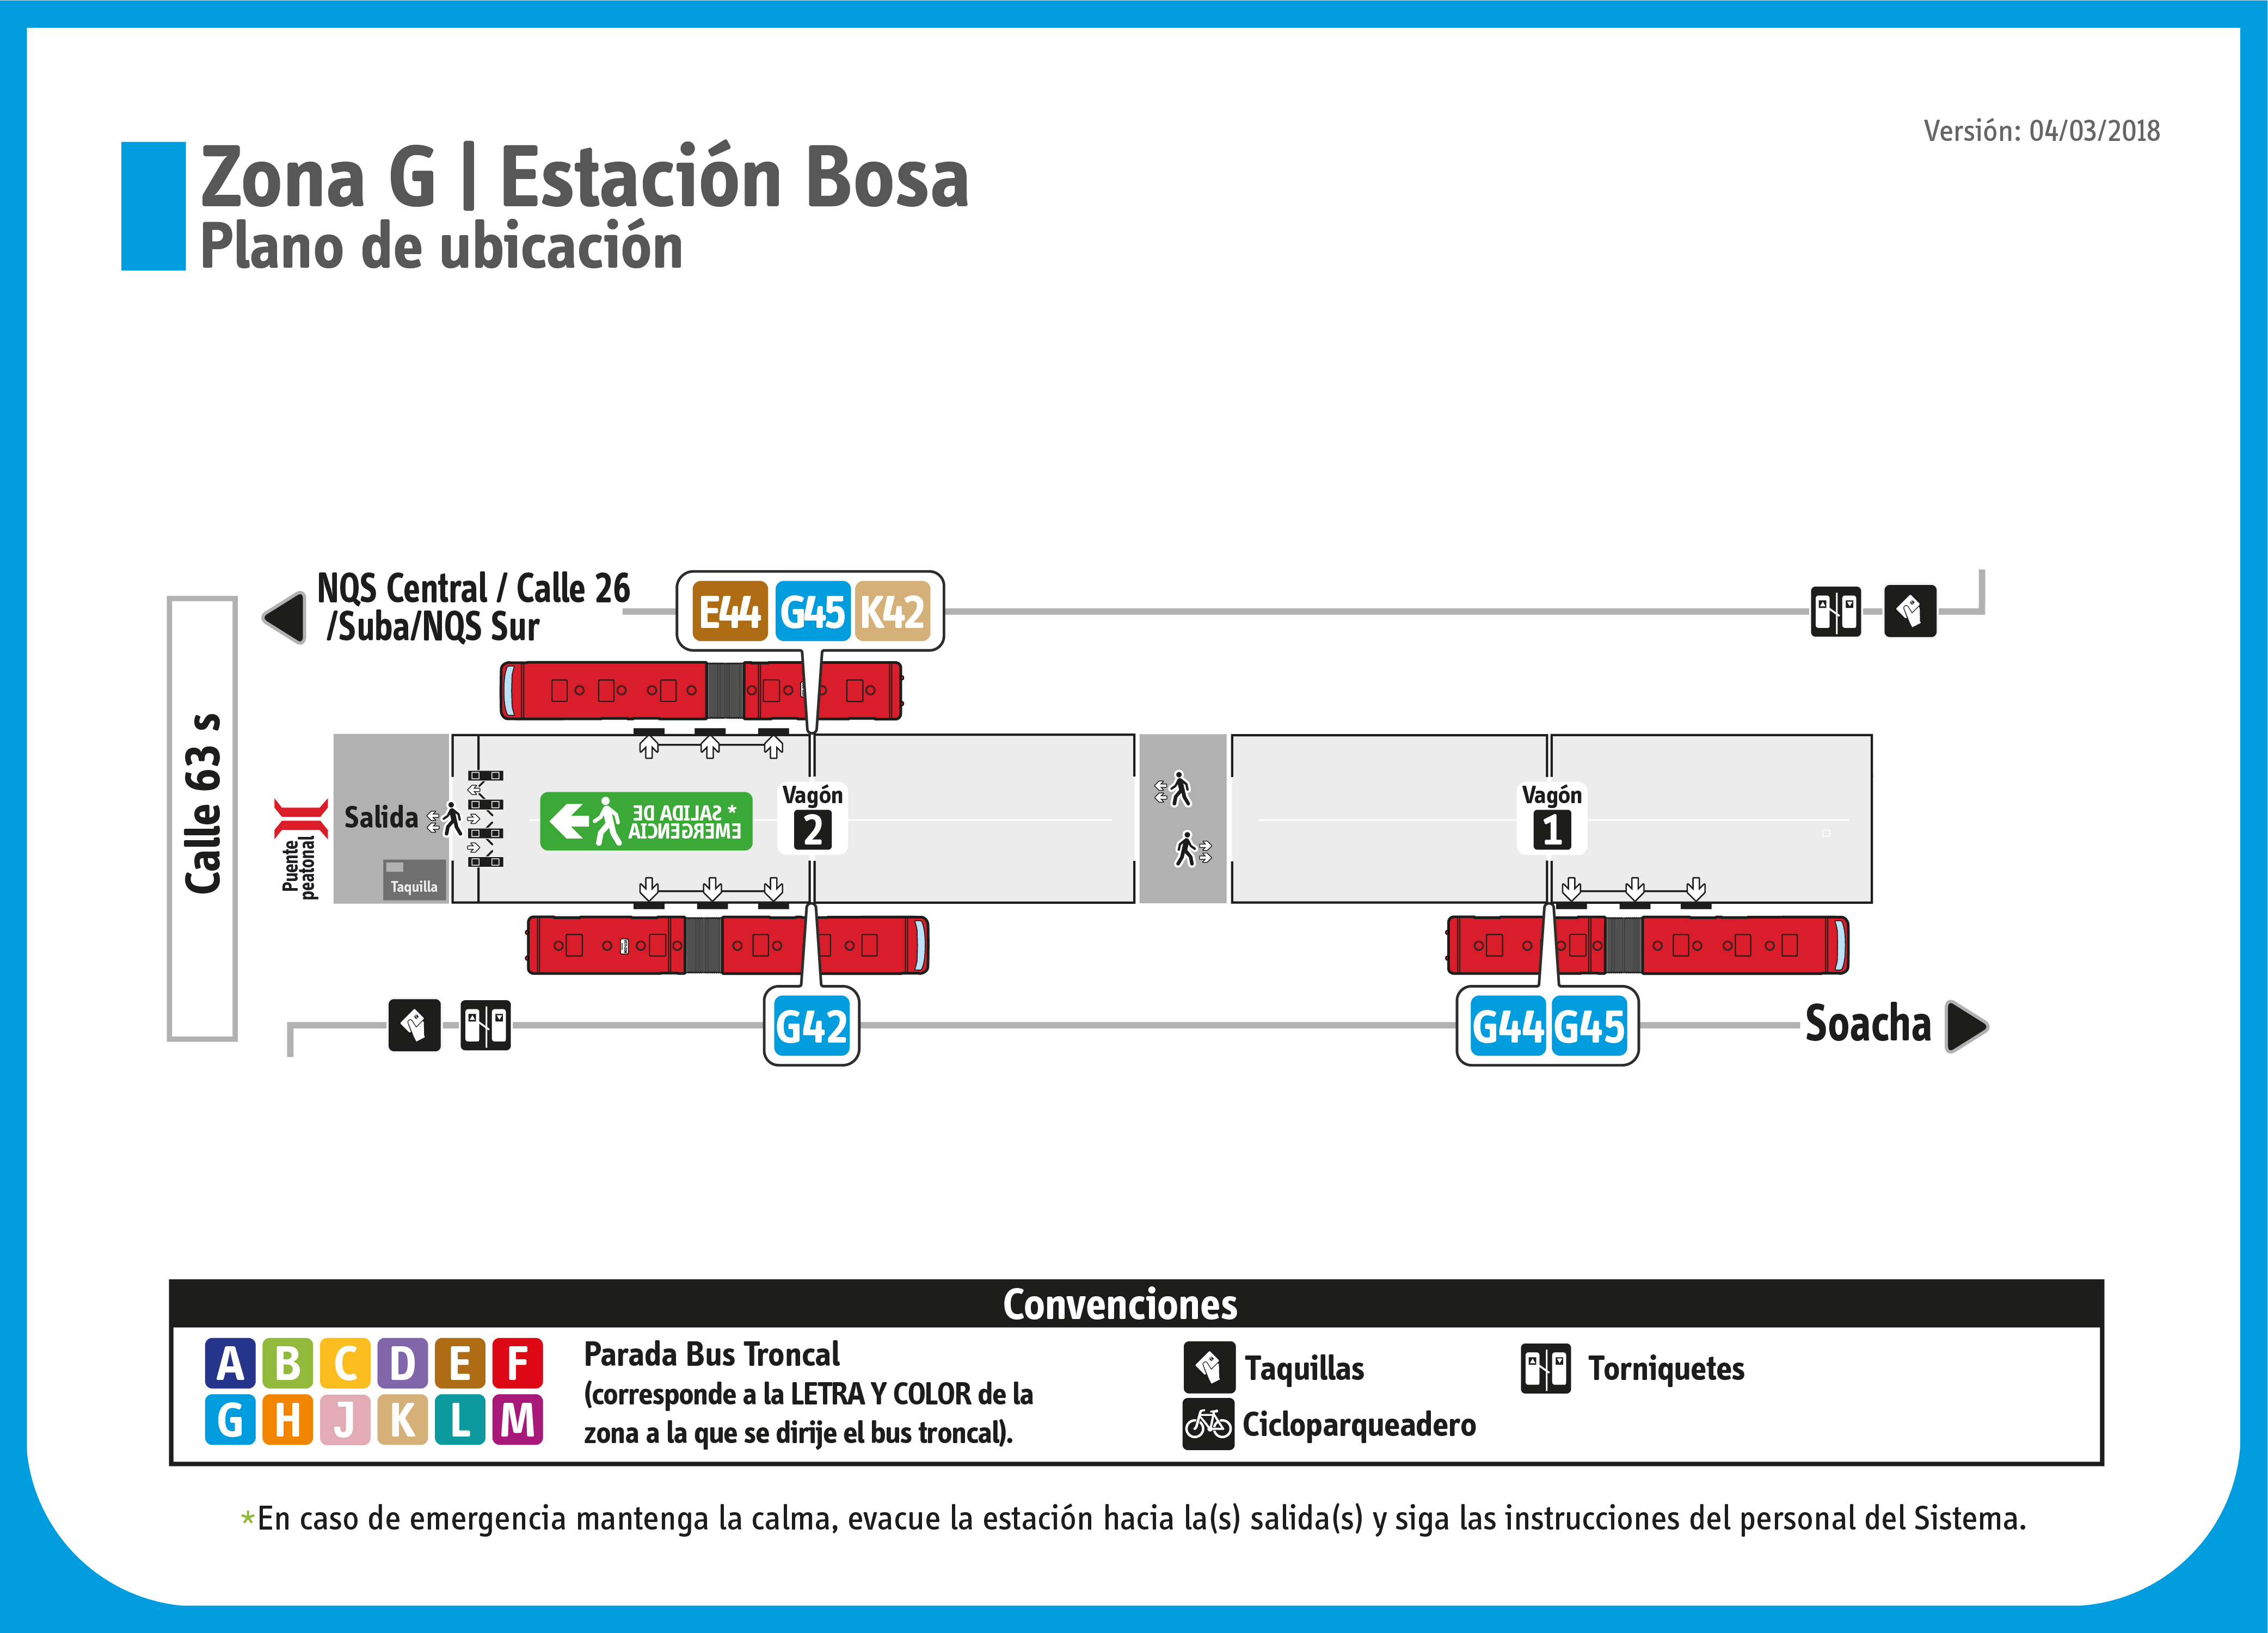 Versión: 04/03/2018
Zona G | Estación Bosa
Plano de ubicación
NQS Central / Calle 26
/Suba/NQS Sur
E44 G45 K42
Calle 63 s
Puente
peatonal
Salida
Taquilla
* SALIDA DE
EMERGENCIA
Vagón
2
Vagón
1
G42
G44 G45
Soacha
Convenciones
A B C D E F
G H J K L M
Parada Bus Troncal
(corresponde a la LETRA Y COLOR de la
zona a la que se dirije el bus troncal).
Taquillas
Cicloparqueadero
Torniquetes
*En caso de emergencia mantenga la calma, evacue la estación hacia la(s) salida(s) y siga las instrucciones del personal del Sistema.